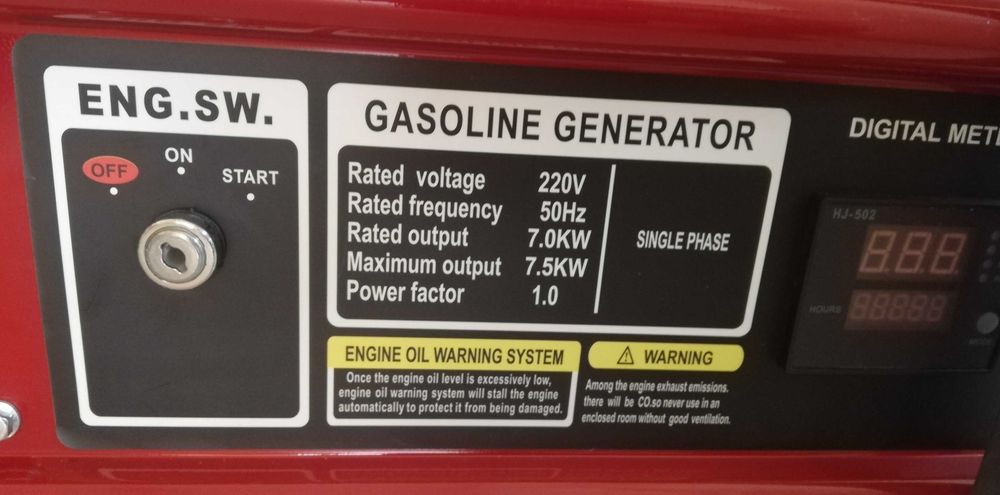 ENG.SW.
OFF
ON
START
GASOLINE GENERATOR
Rated voltage 220V
Rated frequency 50Hz
Rated output 7.0KW
Maximum output 7.5KW
Power factor 1.0
SINGLE PHASE
ENGINE OIL WARNING SYSTEM
Once the engine oil level is excessively low,
engine oil warning system will stall the engine
automatically to protect it from being damaged.
WARNING
Among the engine exhaust emissions.
there will be CO.so never use in an
enclosed room without good ventilation.
DIGITAL METE
HJ-502
HOURS
MODE